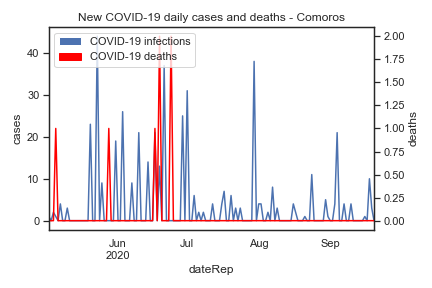 New COVID-19 daily cases and deaths - Comoros
COVID-19 infections
COVID-19 deaths
cases
40
30
20
10
0
deaths
2.00
1.75
1.50
1.25
1.00
0.75
0.50
0.25
0.00
Jun
2020
Jul
Aug
Sep
dateRep